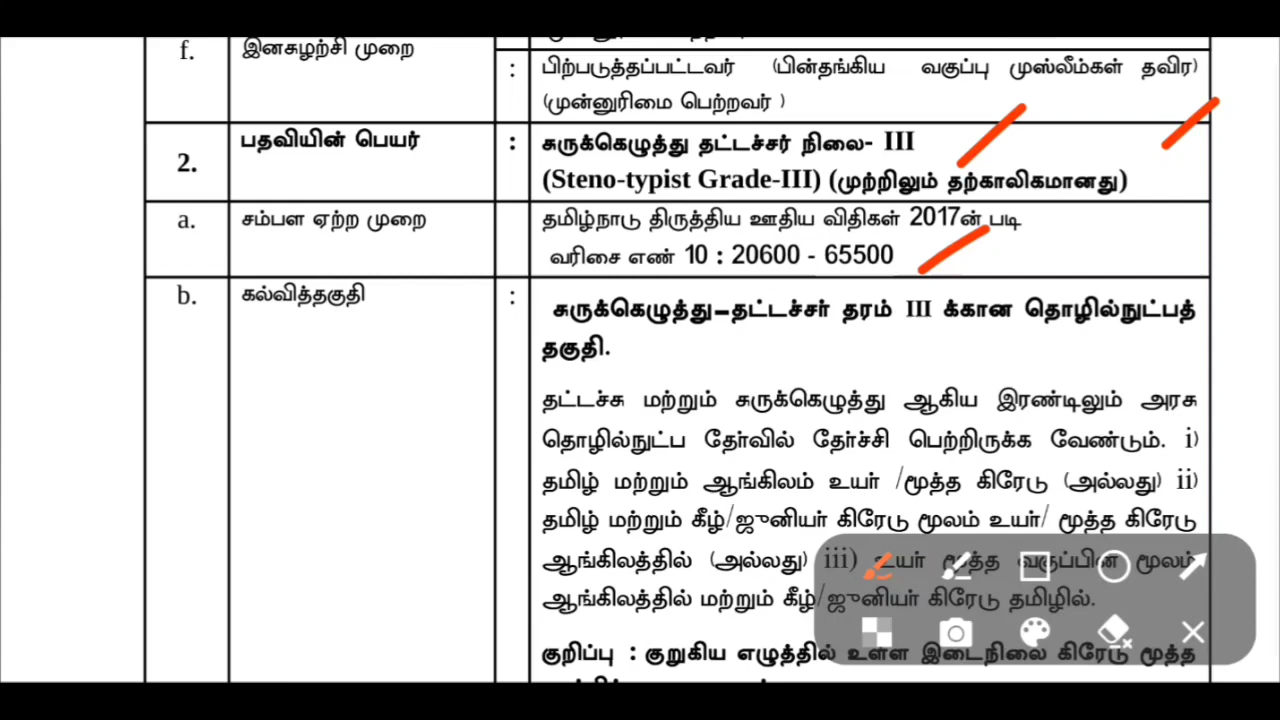 f. இனசுழற்சி முறை
: பிற்படுத்தப்பட்டவர் (பின்தங்கிய வகுப்பு முஸ்லீம்கள் தவிர)
(முன்னுரிமை பெற்றவர் )
2. பதவியின் பெயர் : சுருக்கெழுத்து தட்டச்சர் நிலை- III
(Steno-typist Grade-III) (முற்றிலும் தற்காலிகமானது)
a. சம்பள ஏற்ற முறை தமிழ்நாடு திருத்திய ஊதிய விதிகள் 2017ன் படி
வரிசை எண் 10 : 20600 - 65500
b. கல்வித்தகுதி : சுருக்கெழுத்து–தட்டச்சர் தரம் III க்கான தொழில்நுட்பத்
தகுதி.
தட்டச்சு மற்றும் சுருக்கெழுத்து ஆகிய இரண்டிலும் அரசு
தொழில்நுட்ப தேர்வில் தேர்ச்சி பெற்றிருக்க வேண்டும். i)
தமிழ் மற்றும் ஆங்கிலம் உயர் /மூத்த கிரேடு (அல்லது) ii)
தமிழ் மற்றும் கீழ்/ஜுனியர் கிரேடு மூலம் உயர்/ மூத்த கிரேடு
ஆங்கிலத்தில் (அல்லது) iii) உயர் மூத்த வகுப்பின் மூலம்
ஆங்கிலத்தில் மற்றும் கீழ்/ஜுனியர் கிரேடு தமிழில்.
குறிப்பு : குறுகிய எழுத்தில் உள்ள இடைநிலை கிரேடு மூத்த